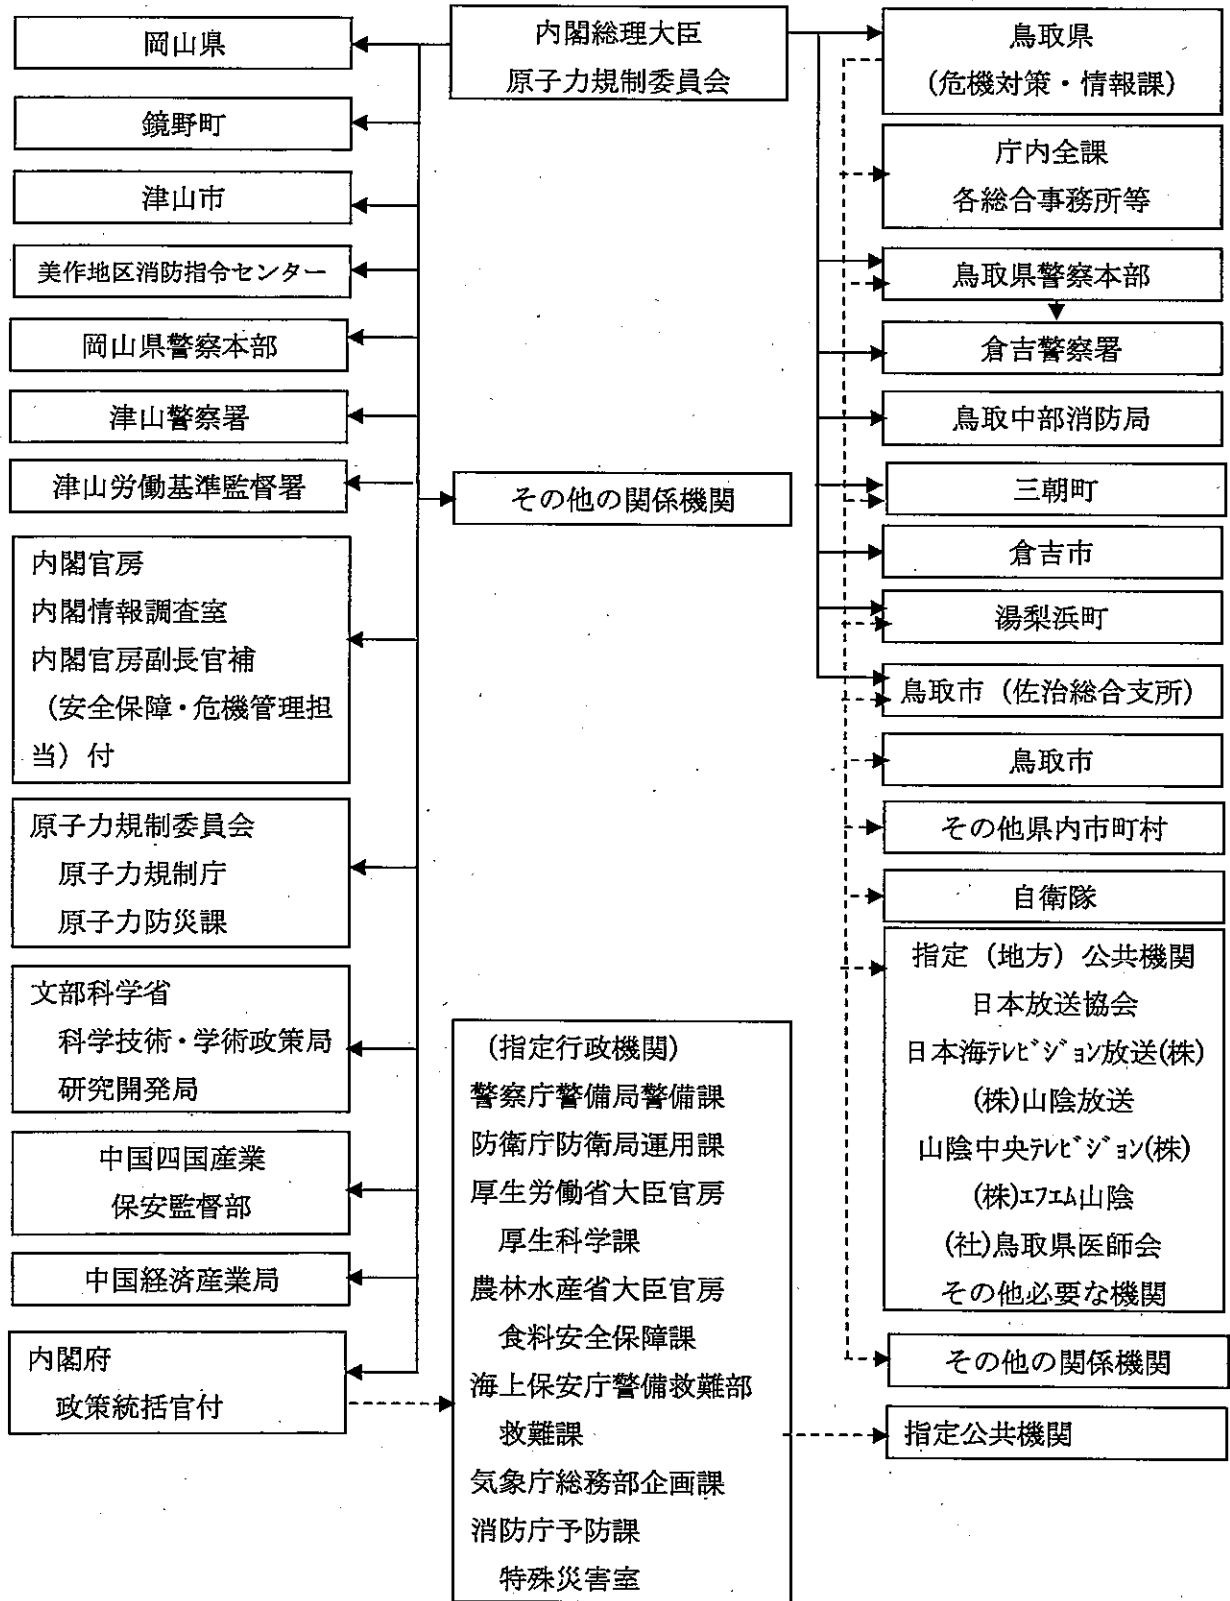 岡山県
鏡野町
津山市
美作地区消防指令センター
岡山県警察本部
津山警察署
津山労働基準監督署
内閣官房
内閣情報調査室
内閣官房副長官補
（安全保障・危機管理担
当）付
原子力規制委員会
原子力規制庁
原子力防災課
文部科学省
科学技術・学術政策局
研究開発局
中国四国産業
保安監督部
中国経済産業局
内閣府
政策統括官付
内閣総理大臣
原子力規制委員会
その他の関係機関
（指定行政機関）
警察庁警備局警備課
防衛庁防衛局運用課
厚生労働省大臣官房
厚生科学課
農林水産省大臣官房
食料安全保障課
海上保安庁警備救難部
救難課
気象庁総務部企画課
消防庁予防課
特殊災害室
鳥取県
（危機対策・情報課）
庁内全課
各総合事務所等
鳥取県警察本部
倉吉警察署
鳥取中部消防局
三朝町
倉吉市
湯梨浜町
鳥取市（佐治総合支所）
鳥取市
その他県内市町村
自衛隊
指定（地方）公共機関
日本放送協会
日本海ﾃﾚﾋﾞｼﾞｮﾝ放送(株)
(株)山陰放送
山陰中央ﾃﾚﾋﾞｼﾞｮﾝ(株)
(株)ｴﾌｴﾑ山陰
(社)鳥取県医師会
その他必要な機関
その他の関係機関
指定公共機関